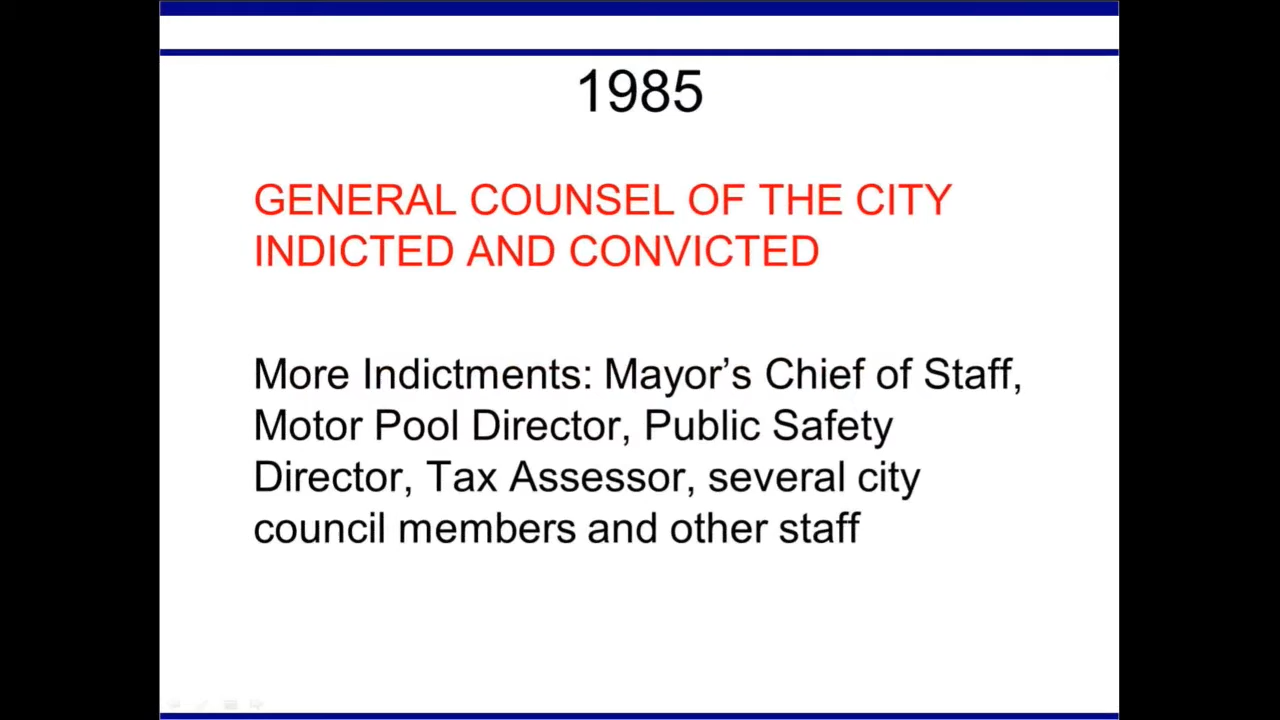 1985
GENERAL COUNSEL OF THE CITY
INDICTED AND CONVICTED
More Indictments: Mayor’s Chief of Staff,
Motor Pool Director, Public Safety
Director, Tax Assessor, several city
council members and other staff